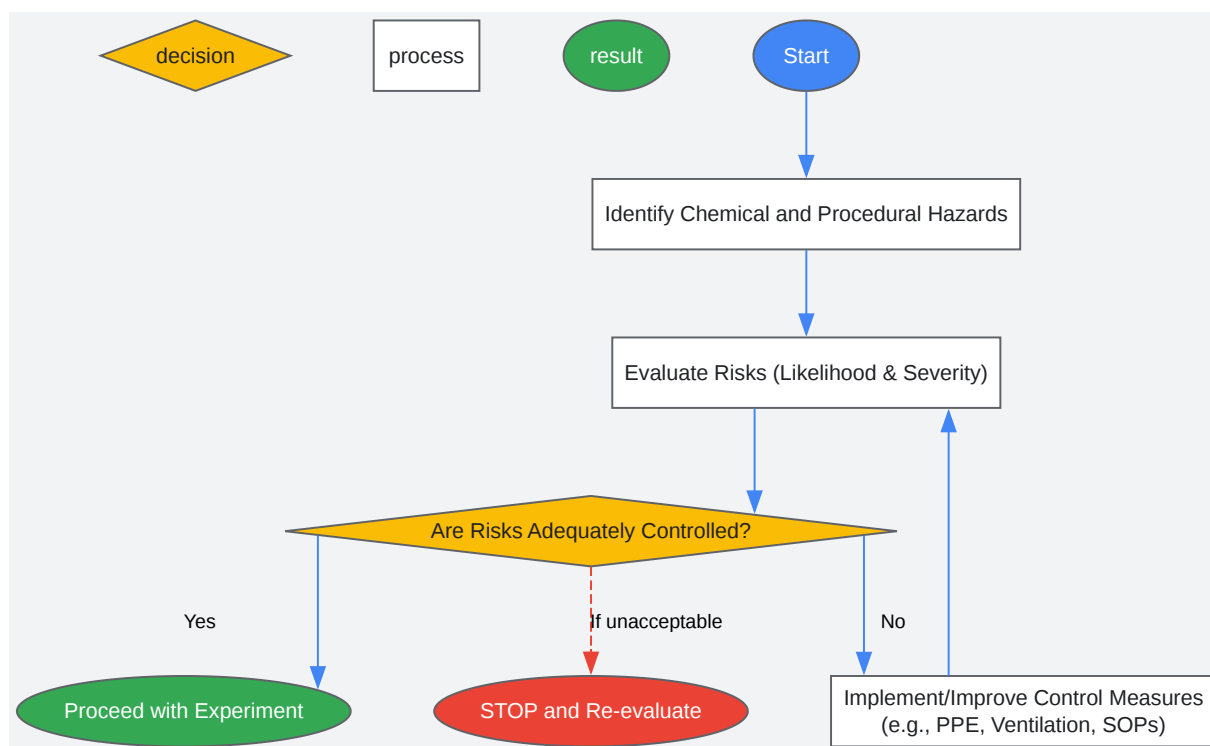 decision
process
result
Start
Identify Chemical and Procedural Hazards
Evaluate Risks (Likelihood & Severity)
Are Risks Adequately Controlled?
Yes
If unacceptable
No
Proceed with Experiment
STOP and Re-evaluate
Implement/Improve Control Measures
(e.g., PPE, Ventilation, SOPs)